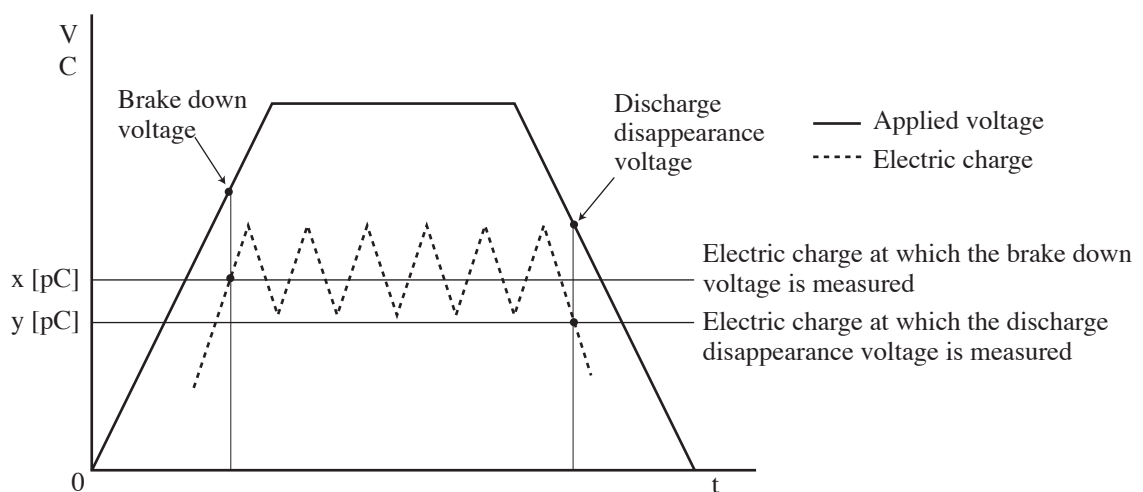 V
C
Brake down
voltage
Discharge
disappearance
voltage
Applied voltage
Electric charge
x [pC]
Electric charge at which the brake down
voltage is measured
y [pC]
Electric charge at which the discharge
disappearance voltage is measured
0
t